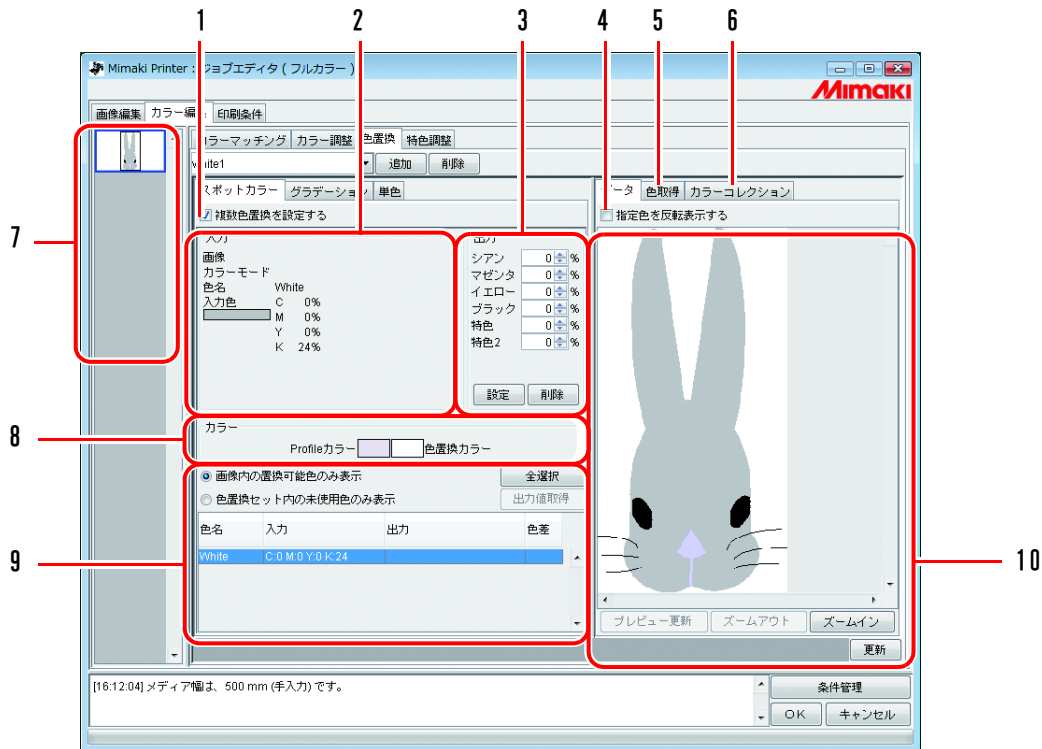 1 2 3 4 5 6
Mimaki Printer : ジョブエディタ ( フルカラー )
Mimaki
画像編集 カラー編集 印刷条件
カラーマッチング カラー調整 色置換 特色調整
white1 追加 削除
スポットカラー グラデーション 単色
データ 色取得 カラーコレクション
複数色置換を設定する
指定色を反転表示する
7
入力
画像
カラーモード
色名 White
入力色 C 0%
M 0%
Y 0%
K 24%
出力
シアン 0 %
マゼンタ 0 %
イエロー 0 %
ブラック 0 %
特色 0 %
特色2 0 %
設定 削除
8
カラー
Profileカラー 色置換カラー
9
画像内の置換可能色のみ表示 全選択
色置換セット内の未使用色のみ表示 出力値取得
色名 入力 出力 色差
White C:0 M:0 Y:0 K:24
10
プレビュー更新 ズームアウト ズームイン
更新
[16:12:04] メディア幅は、500 mm (手入力) です。
条件管理
OK キャンセル